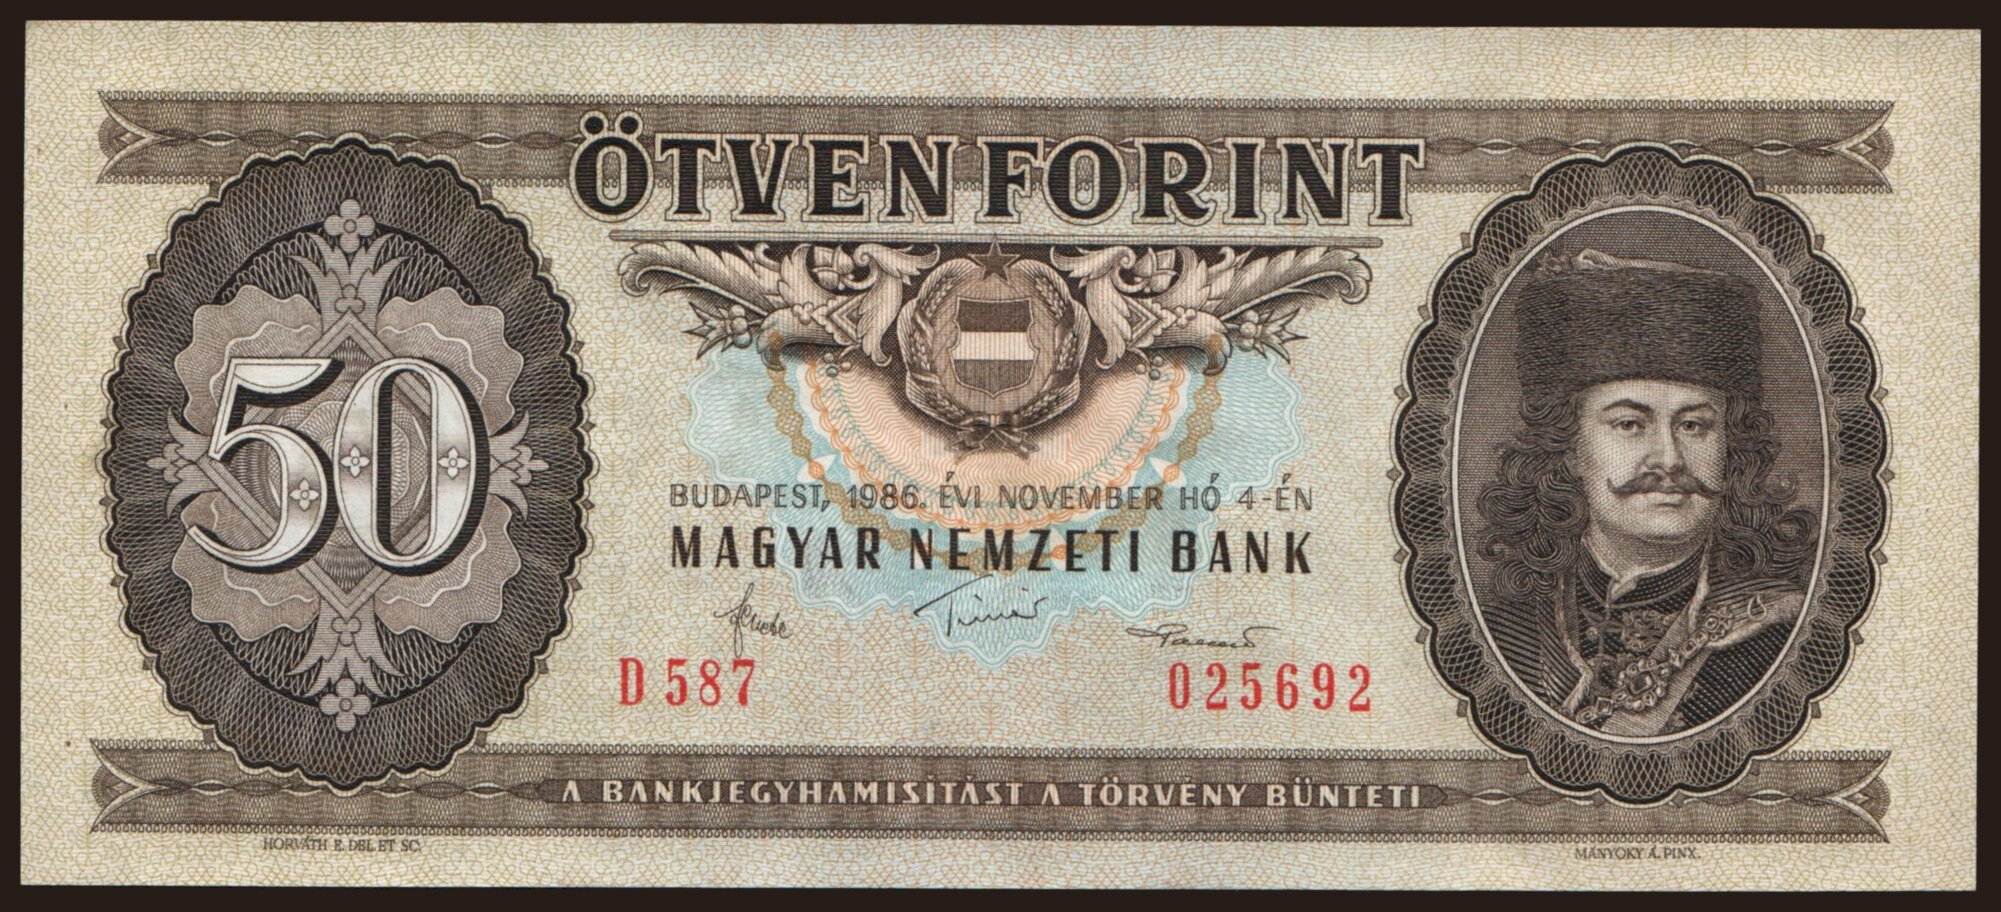 ÖTVEN FORINT
50
BUDAPEST, 1986. ÉVI NOVEMBER HÓ 4-ÉN
MAGYAR NEMZETI BANK
D 587 025692
A BANKJEGYHAMISÍTÁST A TÖRVÉNY BÜNTETI
HORVÁTH E. DEL. ET SC. MÁNYOKY Á. PINX.